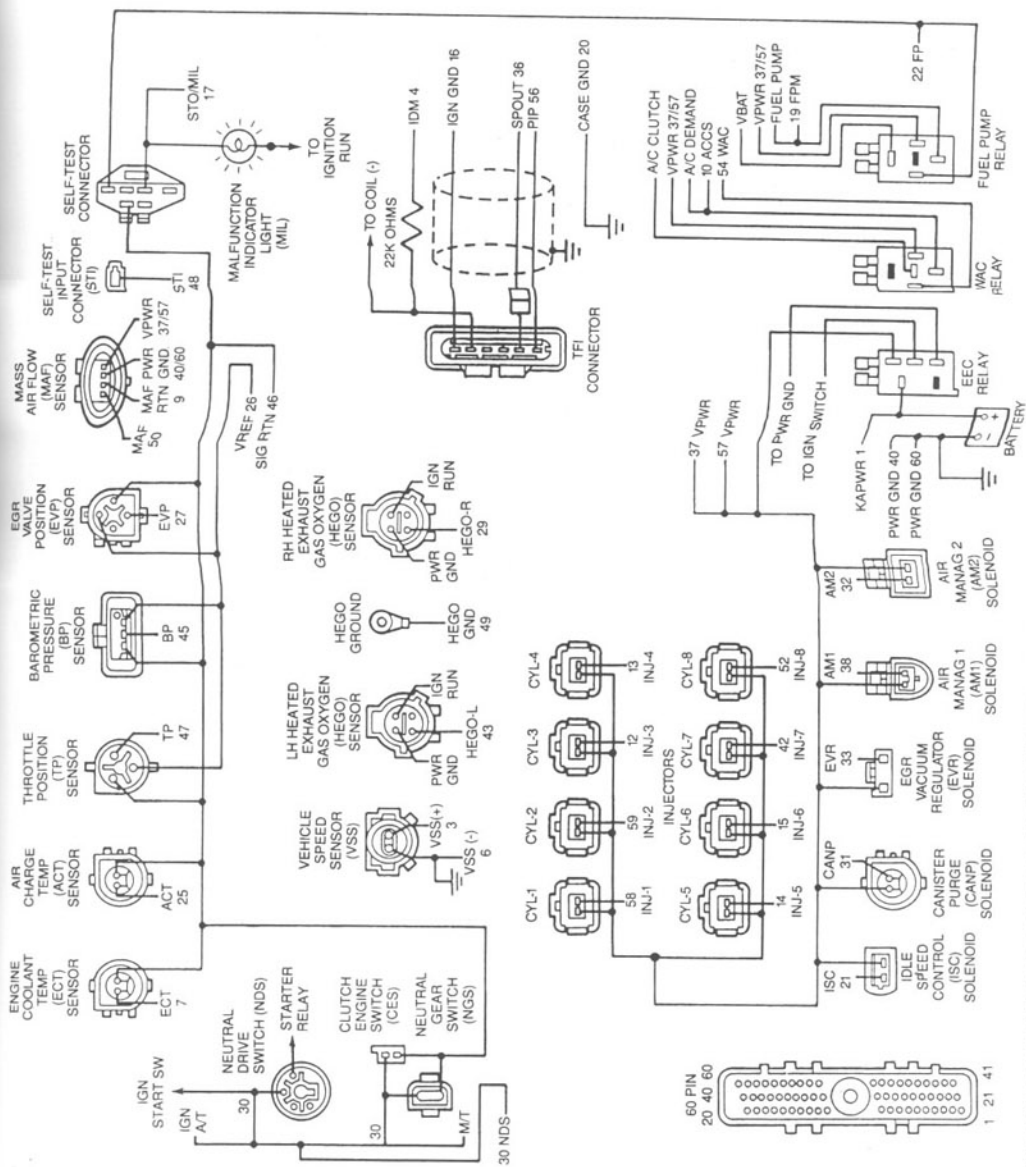 ENGINE
COOLANT
TEMP
(ECT)
SENSOR
ECT
7
AIR
CHARGE
TEMP
(ACT)
SENSOR
ACT
25
THROTTLE
POSITION
(TP)
SENSOR
TP
47
BAROMETRIC
PRESSURE
(BP)
SENSOR
BP
45
EGR
VALVE
POSITION
(EVP)
SENSOR
EVP
27
MASS
AIR FLOW
(MAF)
SENSOR
MAF
50
MAF
RTN
9
PWR
GND
40/60
VPWR
37/57
SELF-TEST
INPUT
CONNECTOR
(STI)
STI
48
SELF-TEST
CONNECTOR
STO/MIL
17
MALFUNCTION
INDICATOR
LIGHT
(MIL)
TO
IGNITION
RUN
VREF 26
SIG RTN 46
IGN
START SW
IGN
A/T
30
NEUTRAL
DRIVE
SWITCH (NDS)
STARTER
RELAY
CLUTCH
ENGINE
SWITCH
(CES)
NEUTRAL
GEAR
SWITCH
(NGS)
30
M/T
30 NDS
VEHICLE
SPEED
SENSOR
(VSS)
VSS(+)
3
VSS (-)
6
LH HEATED
EXHAUST
GAS OXYGEN
(HEGO)
SENSOR
PWR
GND
HEGO-L
43
IGN
RUN
HEGO
GROUND
HEGO
GND
49
RH HEATED
EXHAUST
GAS OXYGEN
(HEGO)
SENSOR
PWR
GND
HEGO-R
29
IGN
RUN
TO COIL (-)
22K OHMS
IDM 4
IGN GND 16
SPOUT 36
PIP 56
CASE GND 20
TFI
CONNECTOR
CYL-1
58
INJ-1
CYL-2
59
INJ-2
CYL-3
12
INJ-3
CYL-4
13
INJ-4
INJECTORS
CYL-5
14
INJ-5
CYL-6
15
INJ-6
CYL-7
42
INJ-7
CYL-8
52
INJ-8
37 VPWR
57 VPWR
TO PWR GND
TO IGN SWITCH
KAPWR 1
PWR GND 40
PWR GND 60
- +
BATTERY
EEC
RELAY
A/C CLUTCH
VPWR 37/57
A/C DEMAND
10 ACCS
54 WAC
WAC
RELAY
VBAT
VPWR 37/57
FUEL PUMP
19 FPM
22 FP
FUEL PUMP
RELAY
60 PIN
20 40 60
1 21 41
ISC
21
IDLE
SPEED
CONTROL
(ISC)
SOLENOID
CANP
31
CANISTER
PURGE
(CANP)
SOLENOID
EVR
33
EGR
VACUUM
REGULATOR
(EVR)
SOLENOID
AM1
38
AIR
MANAG 1
(AM1)
SOLENOID
AM2
32
AIR
MANAG 2
(AM2)
SOLENOID